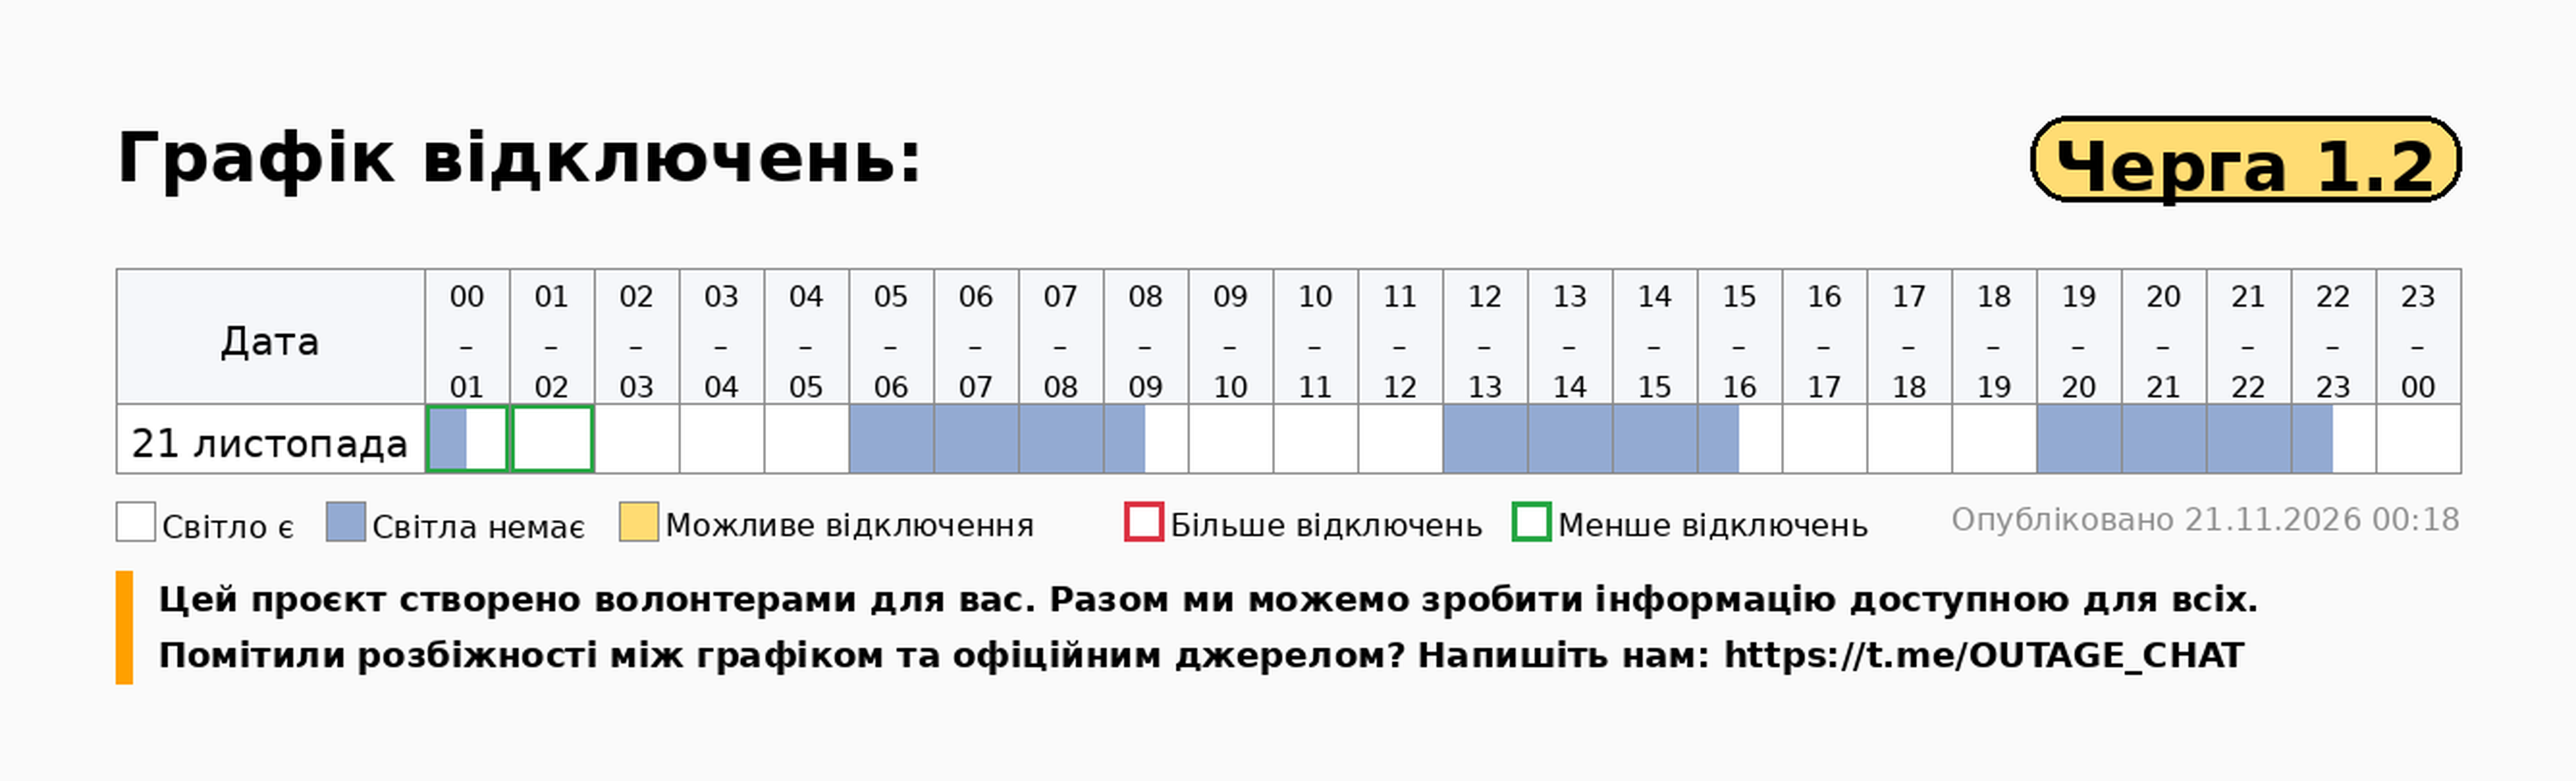 Графік відключень:
Черга 1.2
Дата
00 – 01
01 – 02
02 – 03
03 – 04
04 – 05
05 – 06
06 – 07
07 – 08
08 – 09
09 – 10
10 – 11
11 – 12
12 – 13
13 – 14
14 – 15
15 – 16
16 – 17
17 – 18
18 – 19
19 – 20
20 – 21
21 – 22
22 – 23
23 – 00
21 листопада
Світло є
Світла немає
Можливе відключення
Більше відключень
Менше відключень
Опубліковано 21.11.2026 00:18
Цей проєкт створено волонтерами для вас. Разом ми можемо зробити інформацію доступною для всіх.
Помітили розбіжності між графіком та офіційним джерелом? Напишіть нам: https://t.me/OUTAGE_CHAT